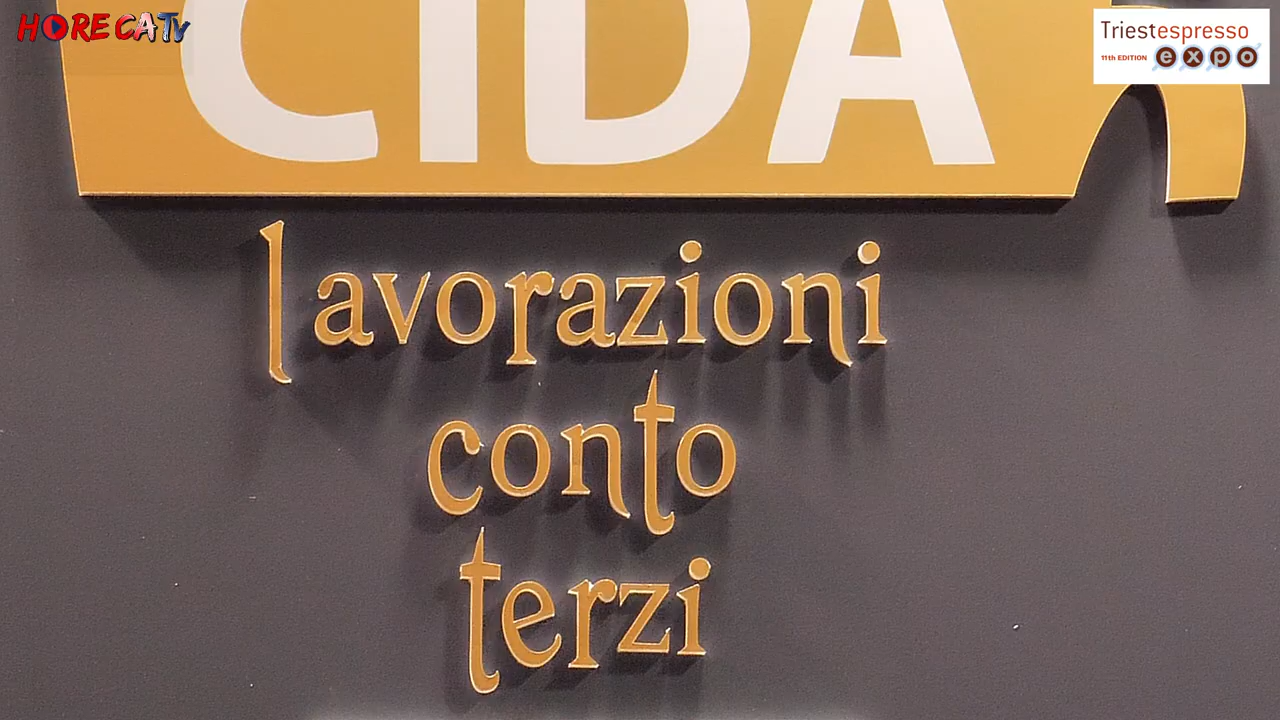 HORECATv
Triestespresso
11th EDITION expo
CIDA
lavorazioni
conto
terzi